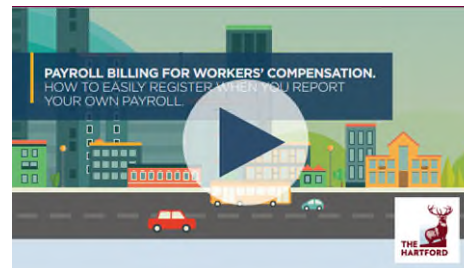 PAYROLL BILLING FOR WORKERS' COMPENSATION.
HOW TO EASILY REGISTER WHEN YOU REPORT
YOUR OWN PAYROLL.
THE
HARTFORD